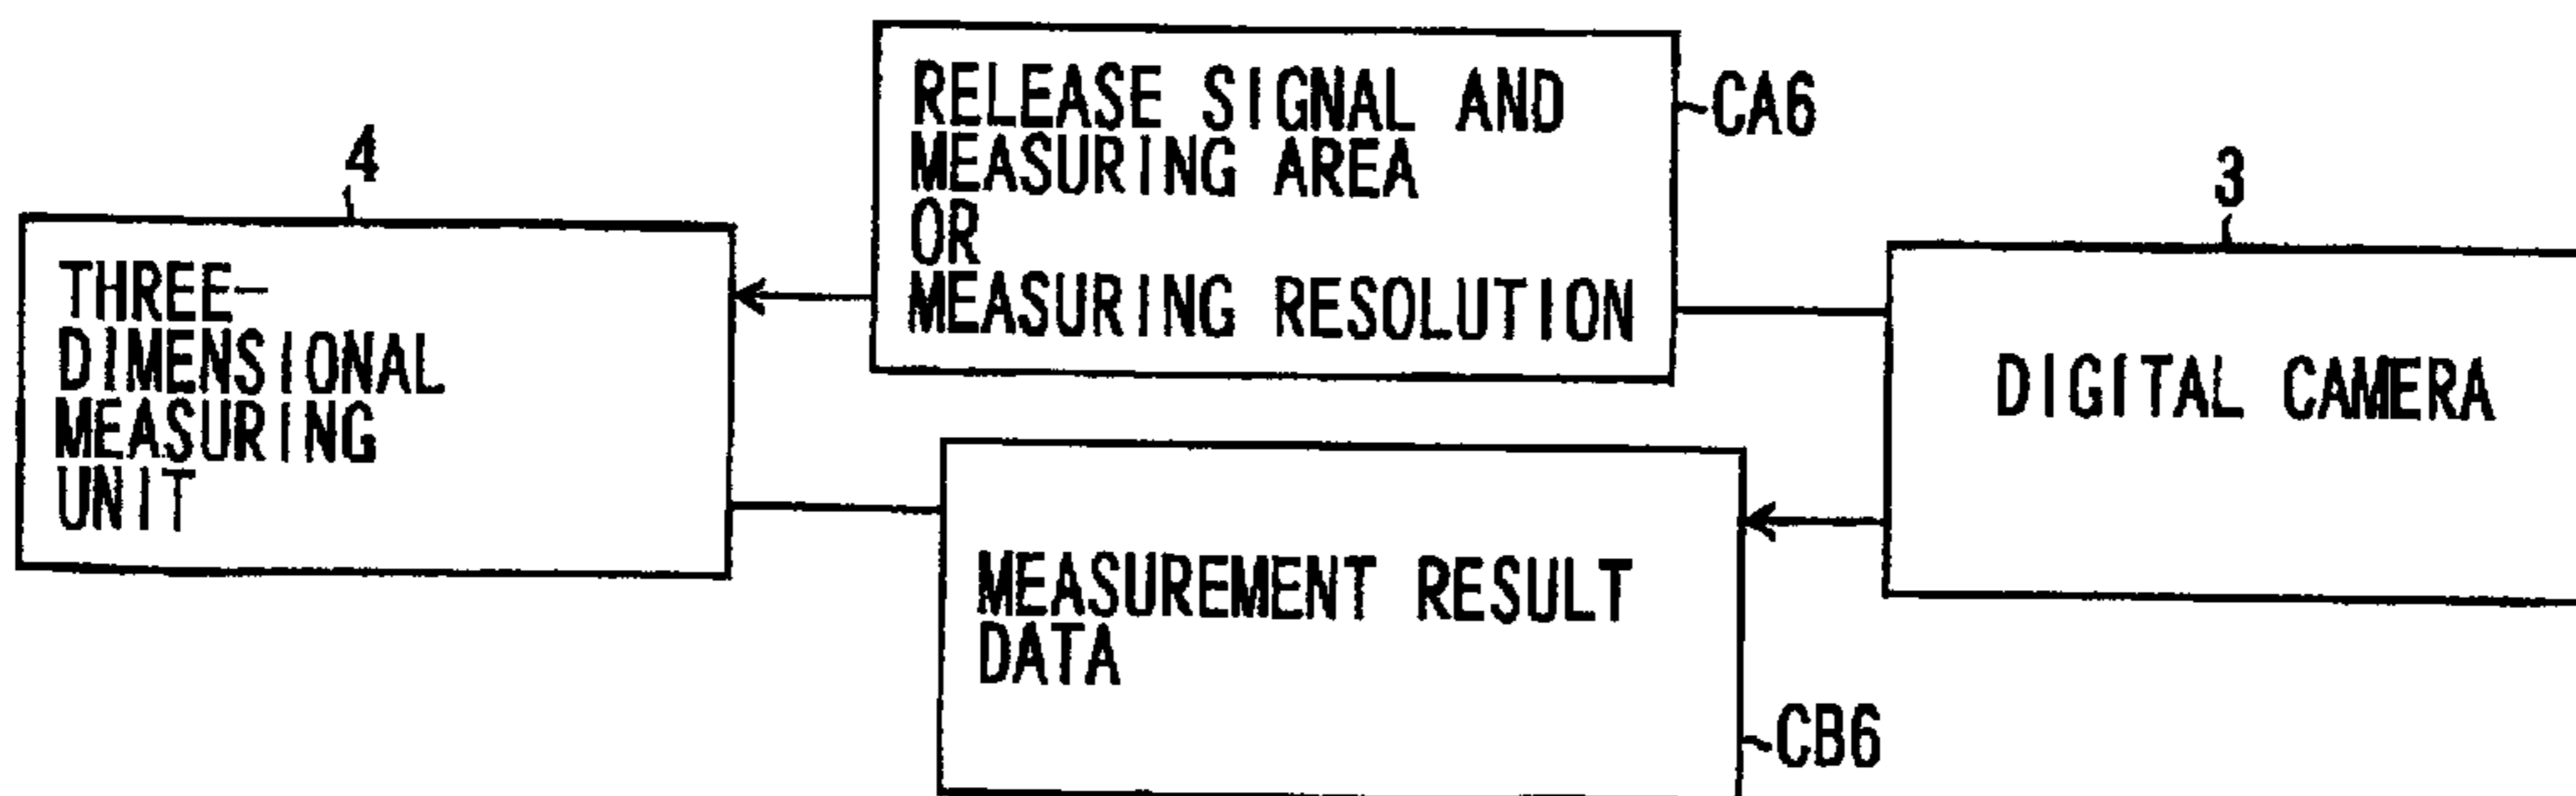 4
THREE-
DIMENSIONAL
MEASURING
UNIT
RELEASE SIGNAL AND
MEASURING AREA
OR
MEASURING RESOLUTION
CA6
MEASUREMENT RESULT
DATA
CB6
3
DIGITAL CAMERA